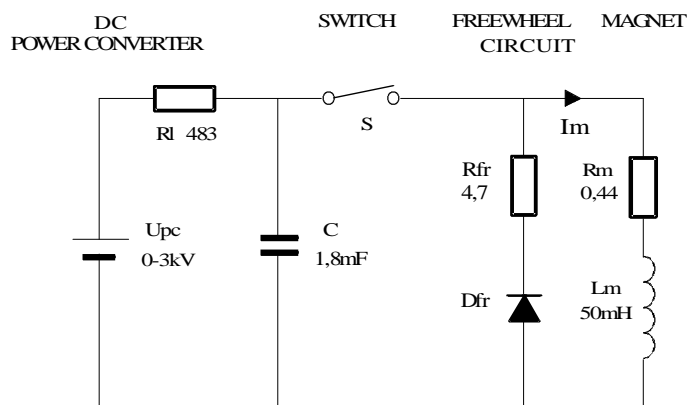 DC
POWER CONVERTER
SWITCH
FREEWHEEL
CIRCUIT
MAGNET
Rl 483
S
Im
Rfr
4,7
Rm
0,44
Upc
0-3kV
C
1,8mF
Dfr
Lm
50mH